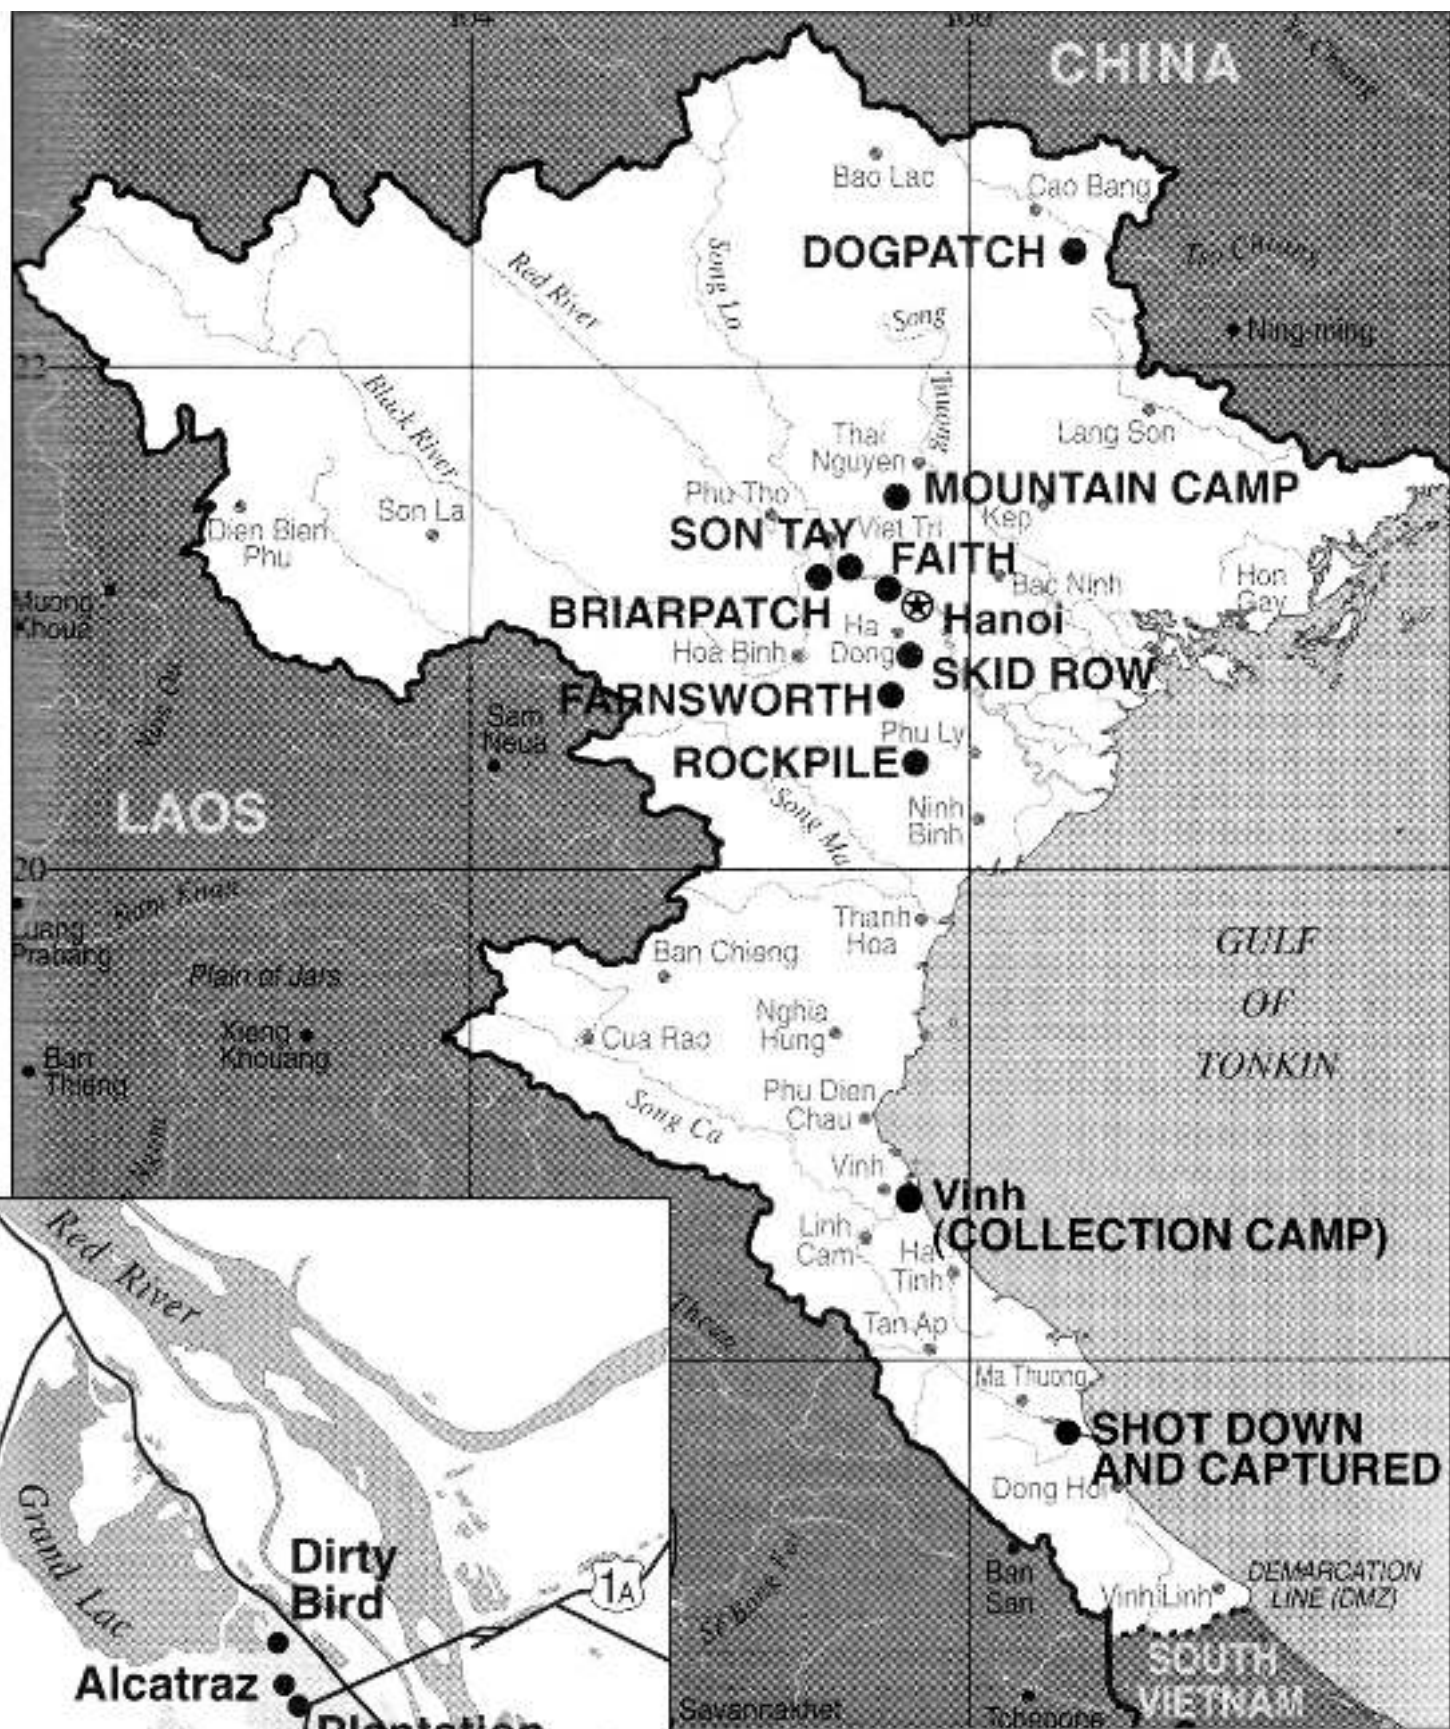 104
CHINA
Bao Lac
Cao Bang
DOGPATCH
Red River
Song Lo
Song
Ning-ming
22
Black River
Thai
Nguyen
Lang Son
MOUNTAIN CAMP
Phu Tho
Kep
Son La
SON TAY
Viet Tri
Dien Bien
Phu
FAITH
Bac Ninh
Hon
Gay
Muong
Khoua
BRIARPATCH
Ha
Dong
Hanoi
Hoa Binh
SKID ROW
FARNSWORTH
Sam
Neua
Phu Ly
ROCKPILE
LAOS
Song Ma
Ninh
Binh
20
Luang
Prabang
Thanh
Hoa
GULF
OF
TONKIN
Ban Chieng
Plain of Jars
Nghia
Hung
Xieng
Khouang
Cua Rao
Ban
Thieng
Phu Dien
Chau
Song Ca
Vinh
Vinh
(COLLECTION CAMP)
Linh
Cam
Ha
Tinh
Red River
Tan Ap
Ma Thuong
SHOT DOWN
AND CAPTURED
Dong Hoi
Grand Lac
Dirty
Bird
1A
Ban
San
Vinh Linh
DEMARCATION
LINE (DMZ)
Alcatraz
SOUTH
VIETNAM
Plantation
Savannakhet
Tchepone